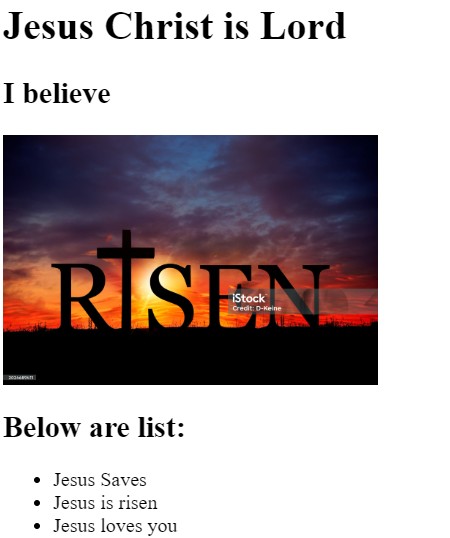 Jesus Christ is Lord
I believe
RISEN
iStock
Credit: D-Keine
Below are list:
Jesus Saves
Jesus is risen
Jesus loves you